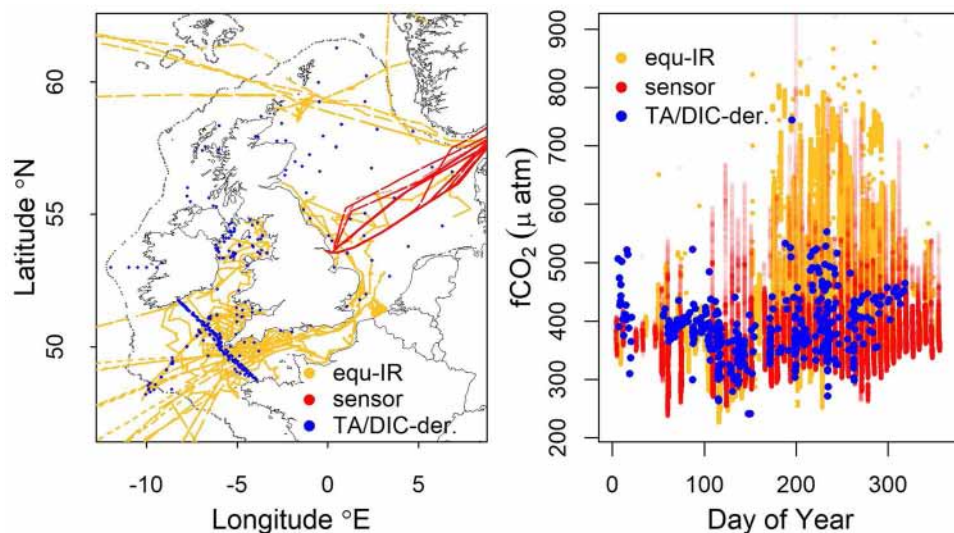 60
55
50
Latitude °N
equ-IR
sensor
TA/DIC-der.
-10
-5
0
5
Longitude °E
900
800
700
600
500
400
300
200
fCO₂ (μ atm)
equ-IR
sensor
TA/DIC-der.
0
100
200
300
Day of Year